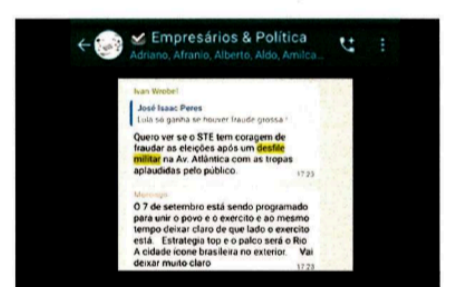 Empresários & Política
Adriano, Afranio, Alberto, Aldo, Amilca...
Ivan Wrobel
José Isaac Peres
Lula só ganha se houver fraude grossa !
Quero ver se o STE tem coragem de
fraudar as eleições após um desfile
militar na Av. Atlântica com as tropas
aplaudidas pelo público.
17:23
O 7 de setembro está sendo programado
para unir o povo e o exercito e ao mesmo
tempo deixar claro de que lado o exercito
está. Estrategia top e o palco será o Rio
A cidade ícone brasileira no exterior. Vai
deixar muito claro
17:23